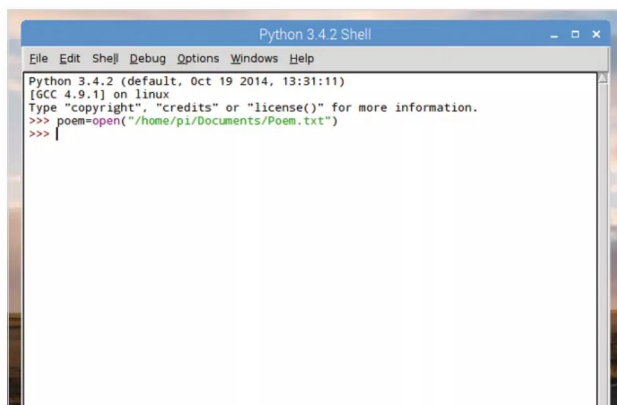 Python 3.4.2 Shell
File Edit Shell Debug Options Windows Help
Python 3.4.2 (default, Oct 19 2014, 13:31:11)
[GCC 4.9.1] on linux
Type "copyright", "credits" or "license()" for more information.
>>> poem=open("/home/pi/Documents/Poem.txt")
>>>